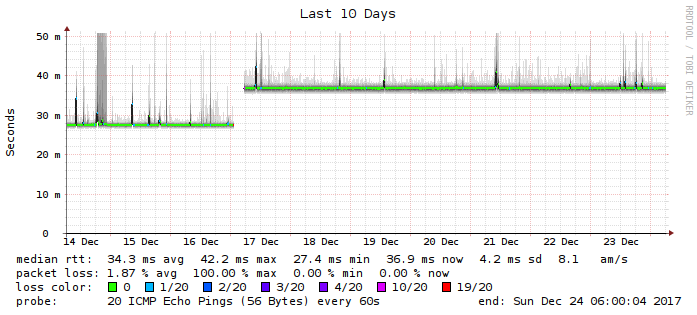 Last 10 Days
RRDTOOL / TOBI OETIKER
Seconds
50 m
40 m
30 m
20 m
10 m
0
14 Dec 15 Dec 16 Dec 17 Dec 18 Dec 19 Dec 20 Dec 21 Dec 22 Dec 23 Dec
median rtt: 34.3 ms avg 42.2 ms max 27.4 ms min 36.9 ms now 4.2 ms sd 8.1 am/s
packet loss: 1.87 % avg 100.00 % max 0.00 % min 0.00 % now
loss color: 0 1/20 2/20 3/20 4/20 10/20 19/20
probe: 20 ICMP Echo Pings (56 Bytes) every 60s end: Sun Dec 24 06:00:04 2017